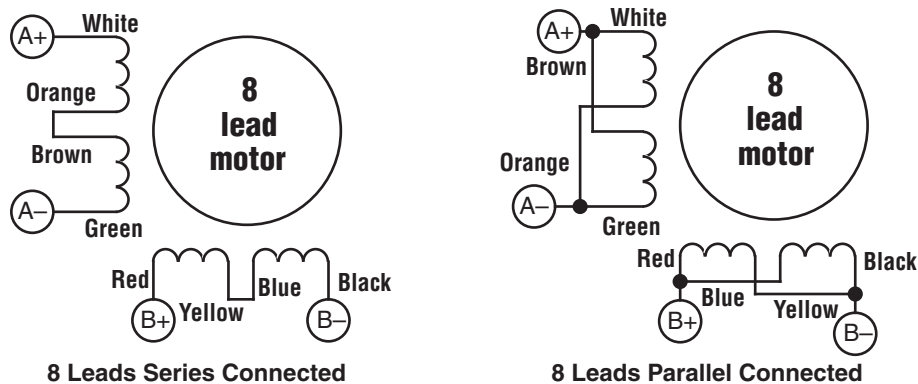 A+
White
Orange
Brown
A–
Green
8
lead
motor
Red
Yellow
Blue
Black
B+
B–
8 Leads Series Connected
A+
White
Brown
Orange
A–
Green
8
lead
motor
Red
Blue
Yellow
Black
B+
B–
8 Leads Parallel Connected